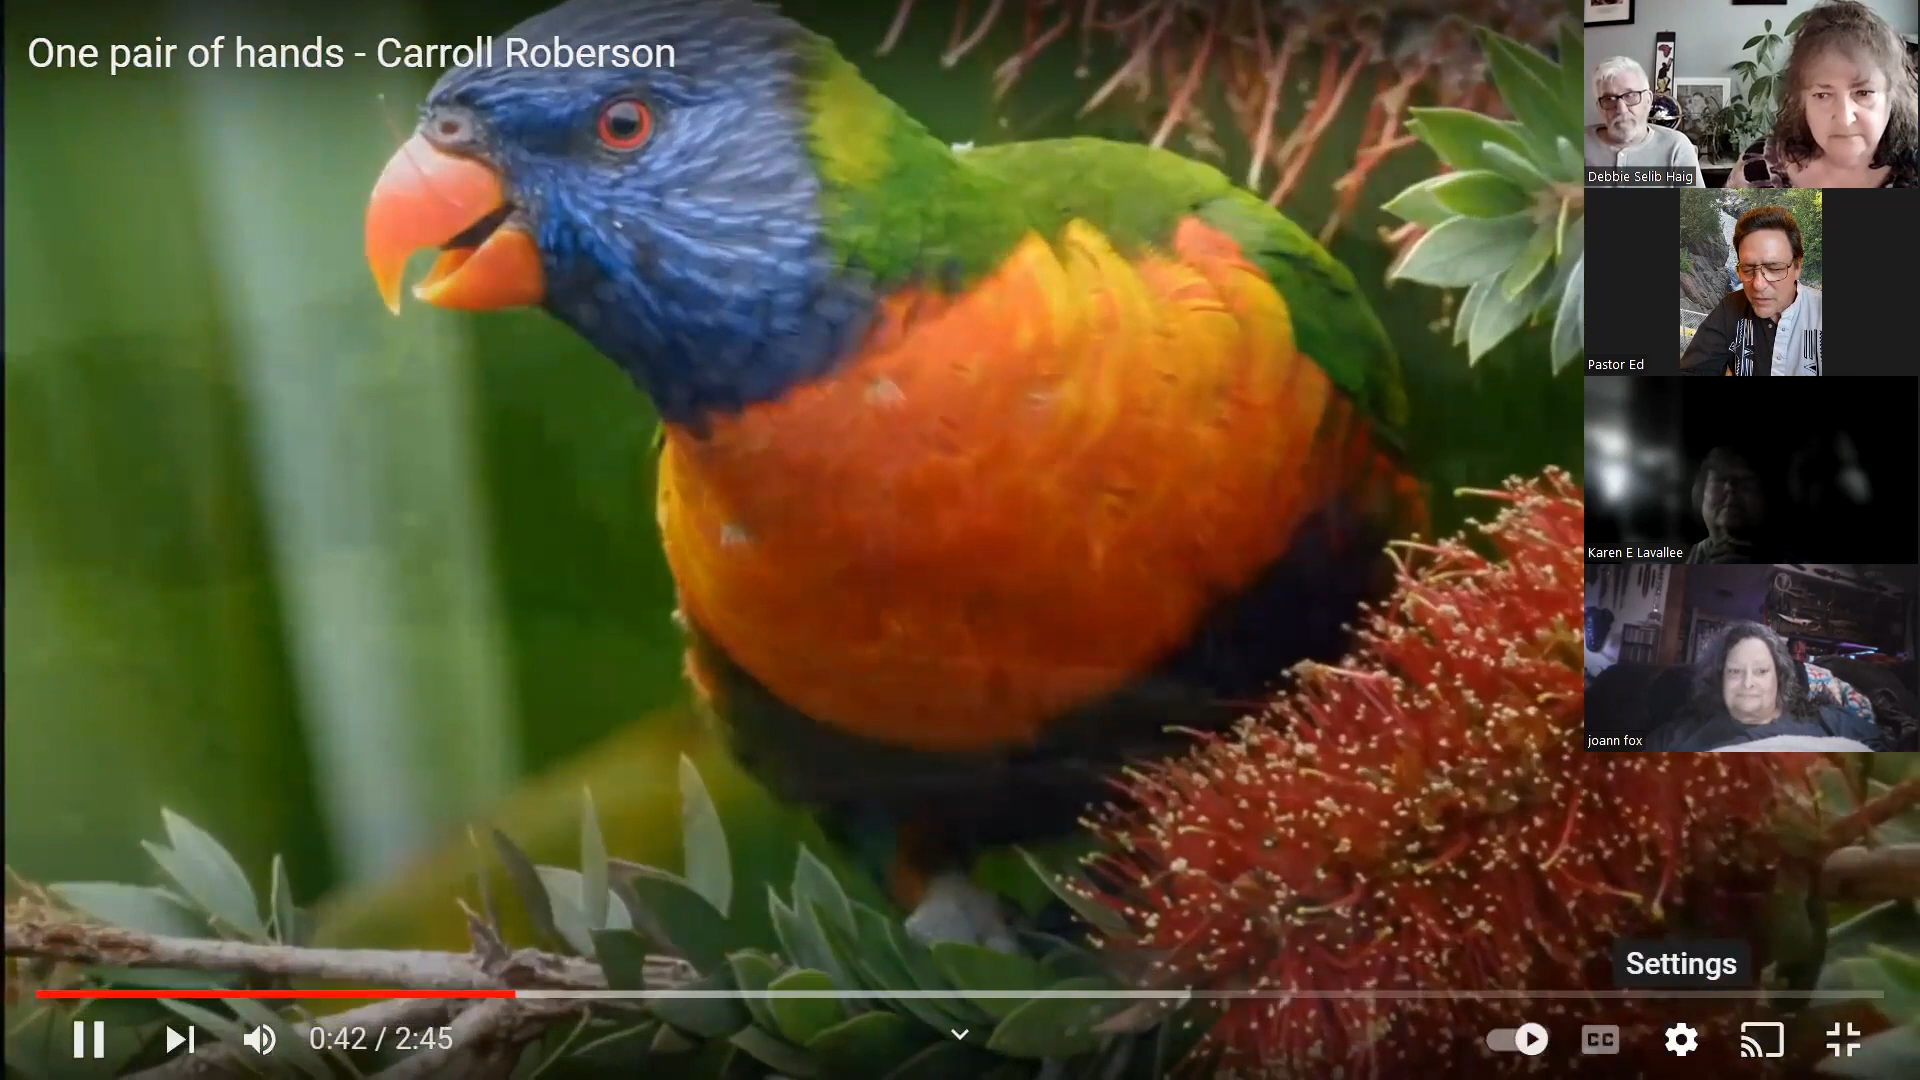 One pair of hands - Carroll Roberson
Debbie Selib Haig
Pastor Ed
Karen E Lavallee
joann fox
Settings
0:42 / 2:45
CC